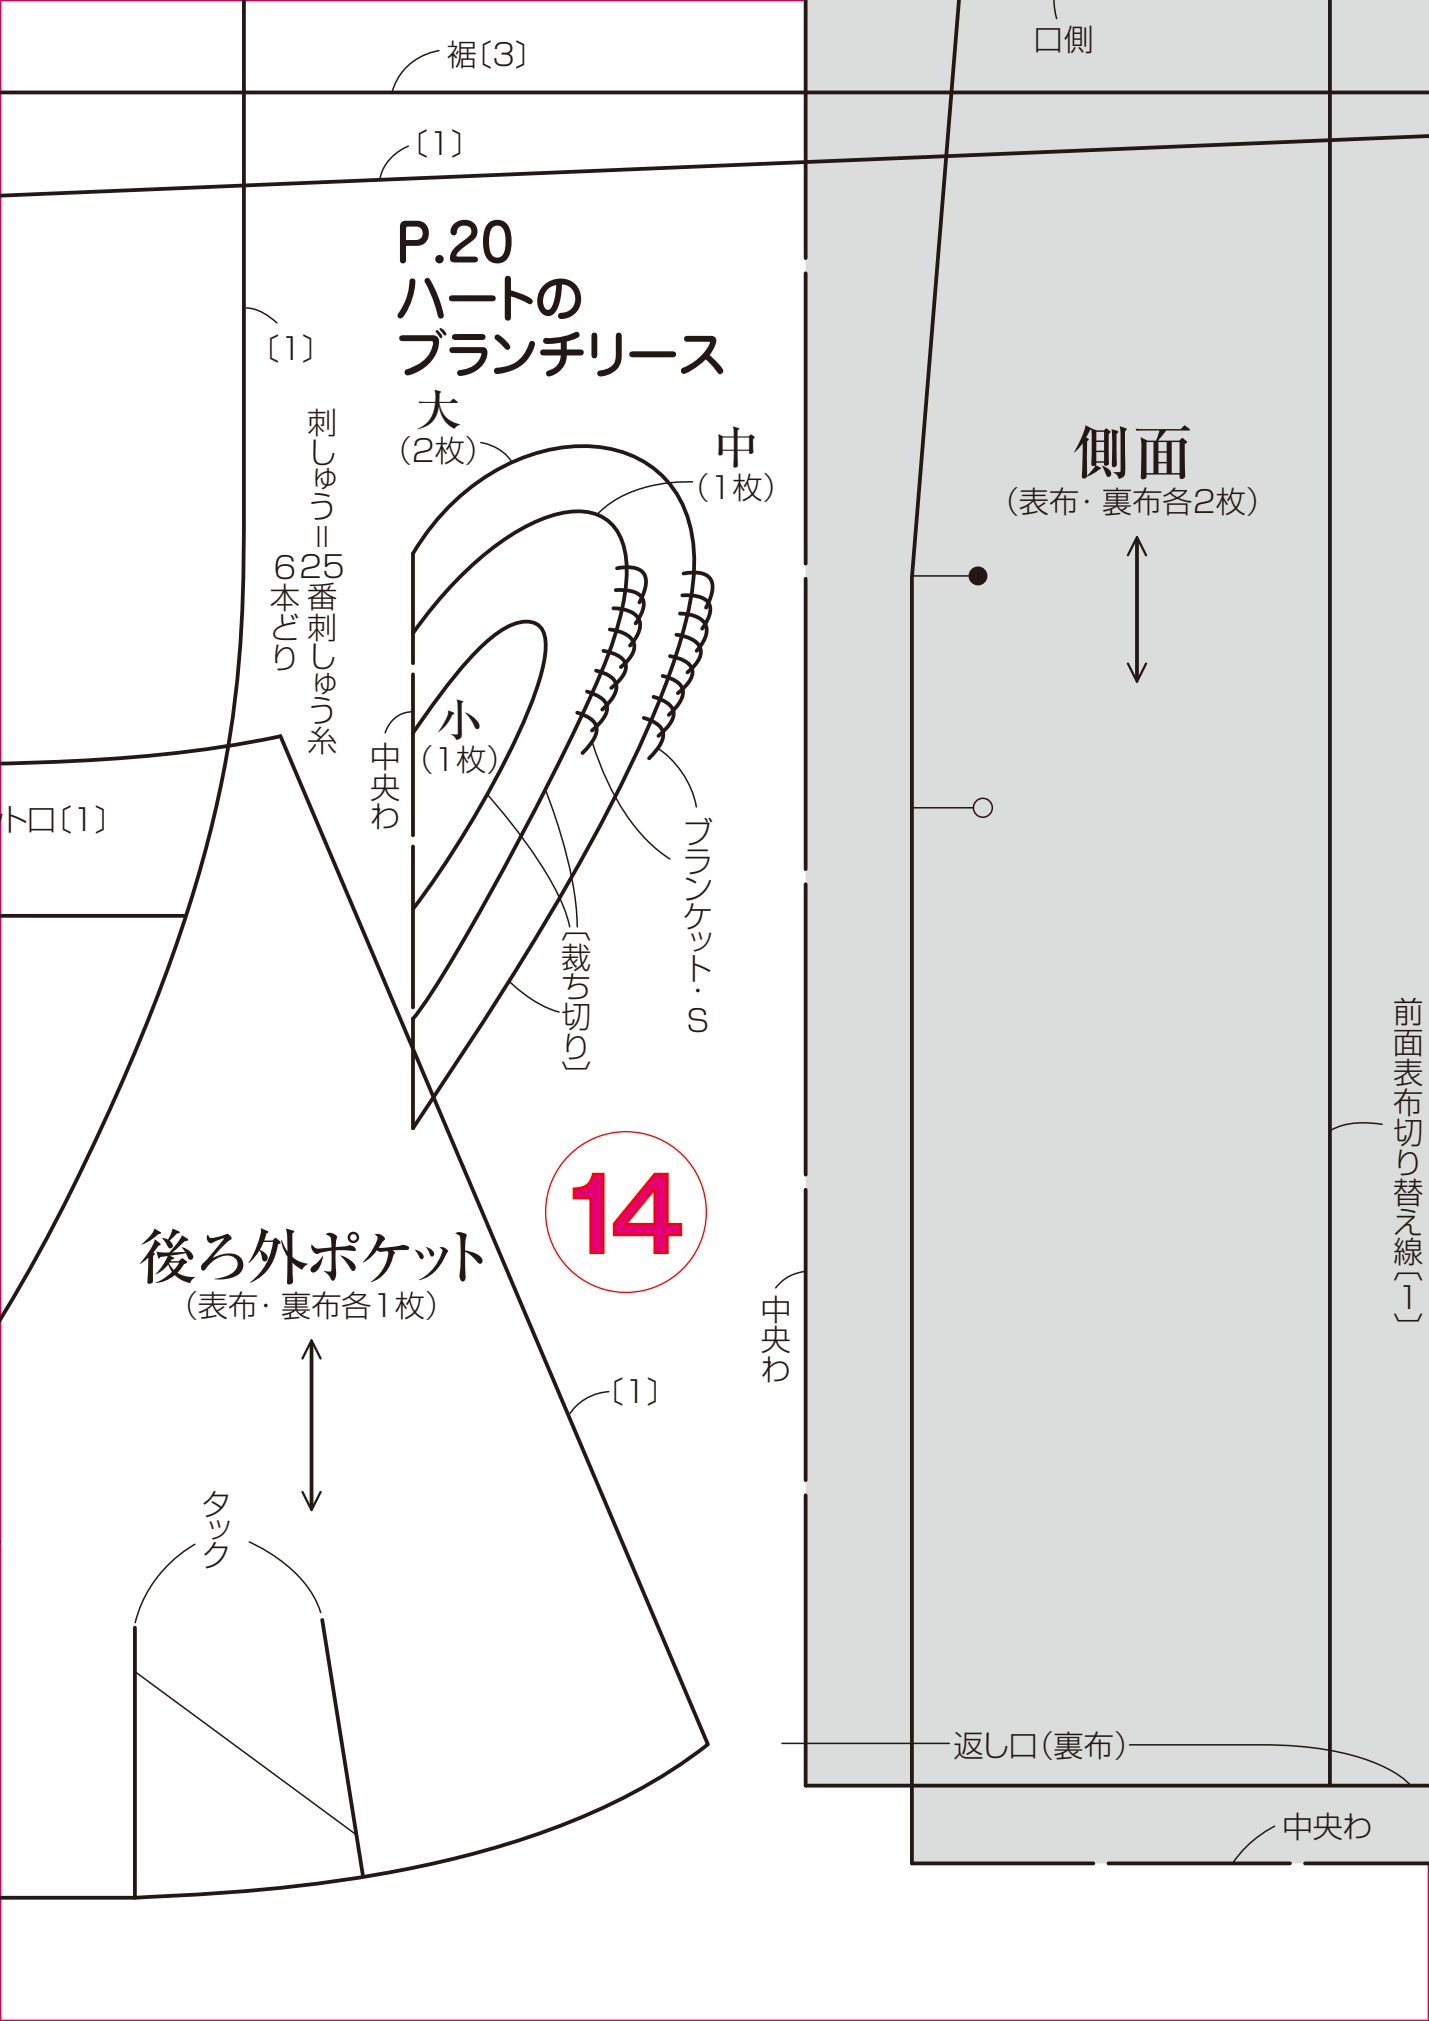 裾〔3〕
口側
〔1〕
P.20
ハートの
ブランチリース
〔1〕
大
(2枚)
中
(1枚)
刺しゅう=25番刺しゅう糸
6本どり
側面
(表布・裏布各2枚)
小
(1枚)
中央わ
ト口〔1〕
ブランケット・S
〔裁ち切り〕
前面表布切り替え線〔1〕
14
後ろ外ポケット
(表布・裏布各1枚)
中央わ
〔1〕
タック
返し口(裏布)
中央わ